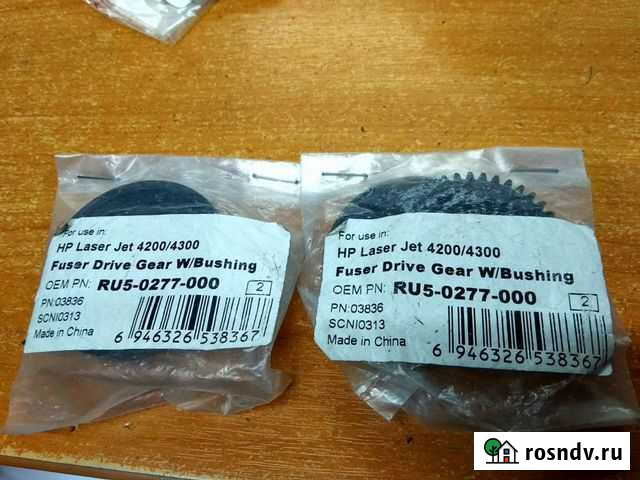 For use in:
HP Laser Jet 4200/4300
Fuser Drive Gear W/Bushing
OEM PN: RU5-0277-000
2
PN:03836
SCNI0313
Made in China
6 946326 538367
For use in:
HP Laser Jet 4200/4300
Fuser Drive Gear W/Bushing
OEM PN: RU5-0277-000
2
PN:03836
SCNI0313
Made in China
6 946326 538367
rosndv.ru